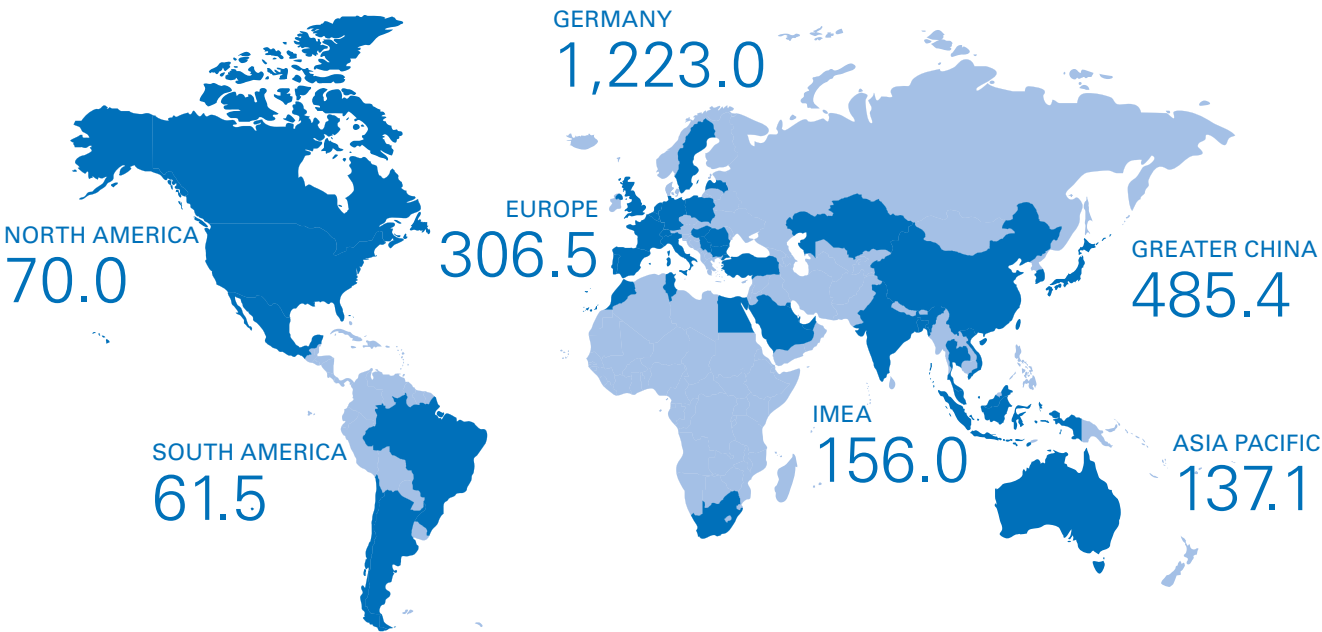 GERMANY
1,223.0
EUROPE
306.5
NORTH AMERICA
70.0
GREATER CHINA
485.4
IMEA
156.0
SOUTH AMERICA
61.5
ASIA PACIFIC
137.1